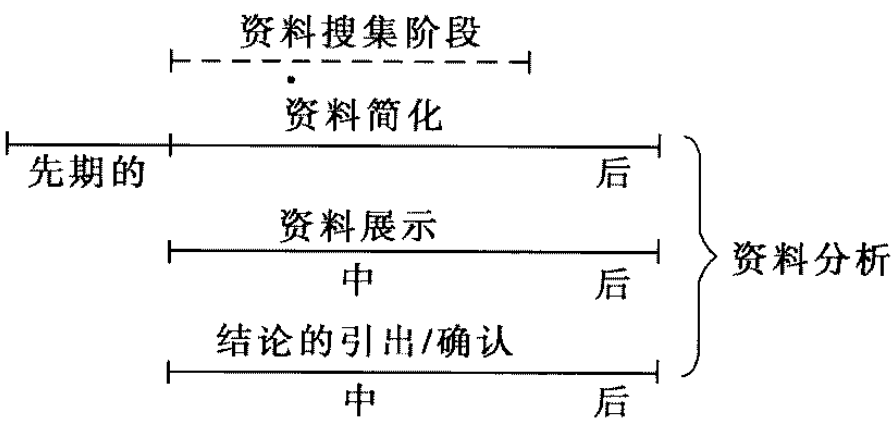 资料搜集阶段
资料简化
先期的 后
资料展示
中 后
资料分析
结论的引出/确认
中 后